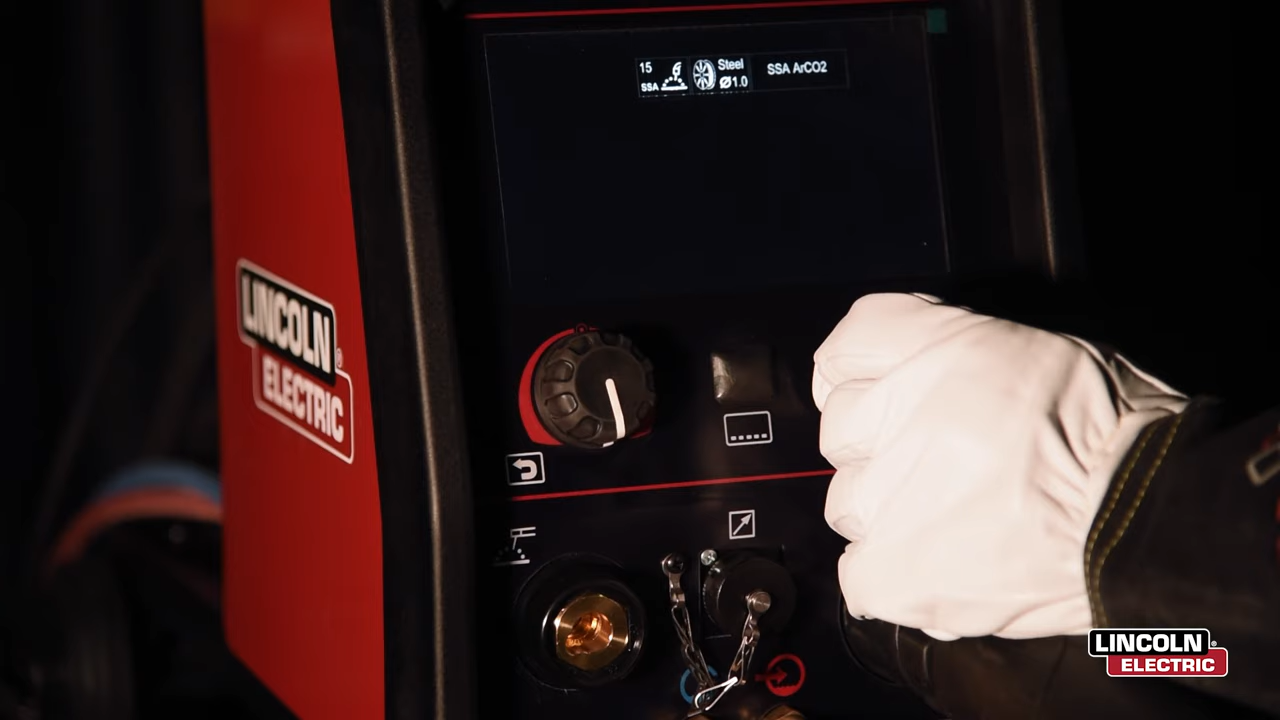 15
SSA
Steel
Ø1.0
SSA ArCO2
LINCOLN®
ELECTRIC
LINCOLN®
ELECTRIC